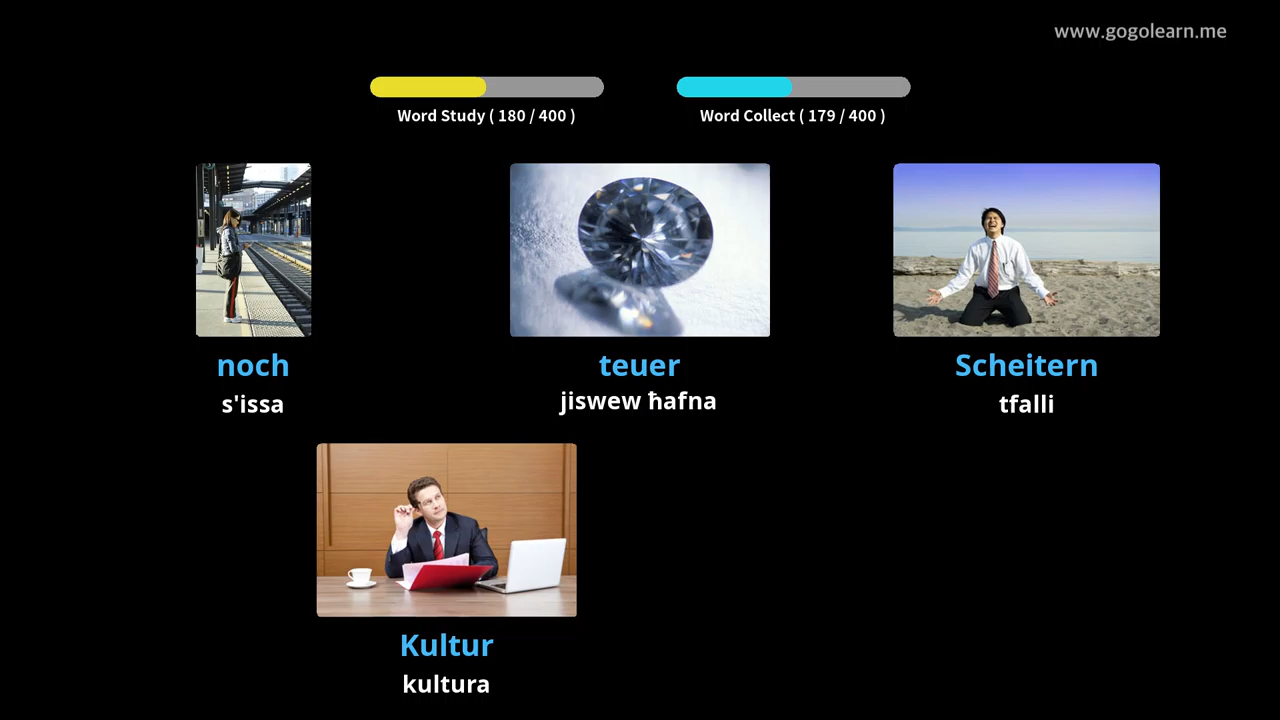 www.gogolearn.me
Word Study ( 180 / 400 )
Word Collect ( 179 / 400 )
noch
teuer
Scheitern
s'issa
jiswew ħafna
tfalli
Kultur
kultura